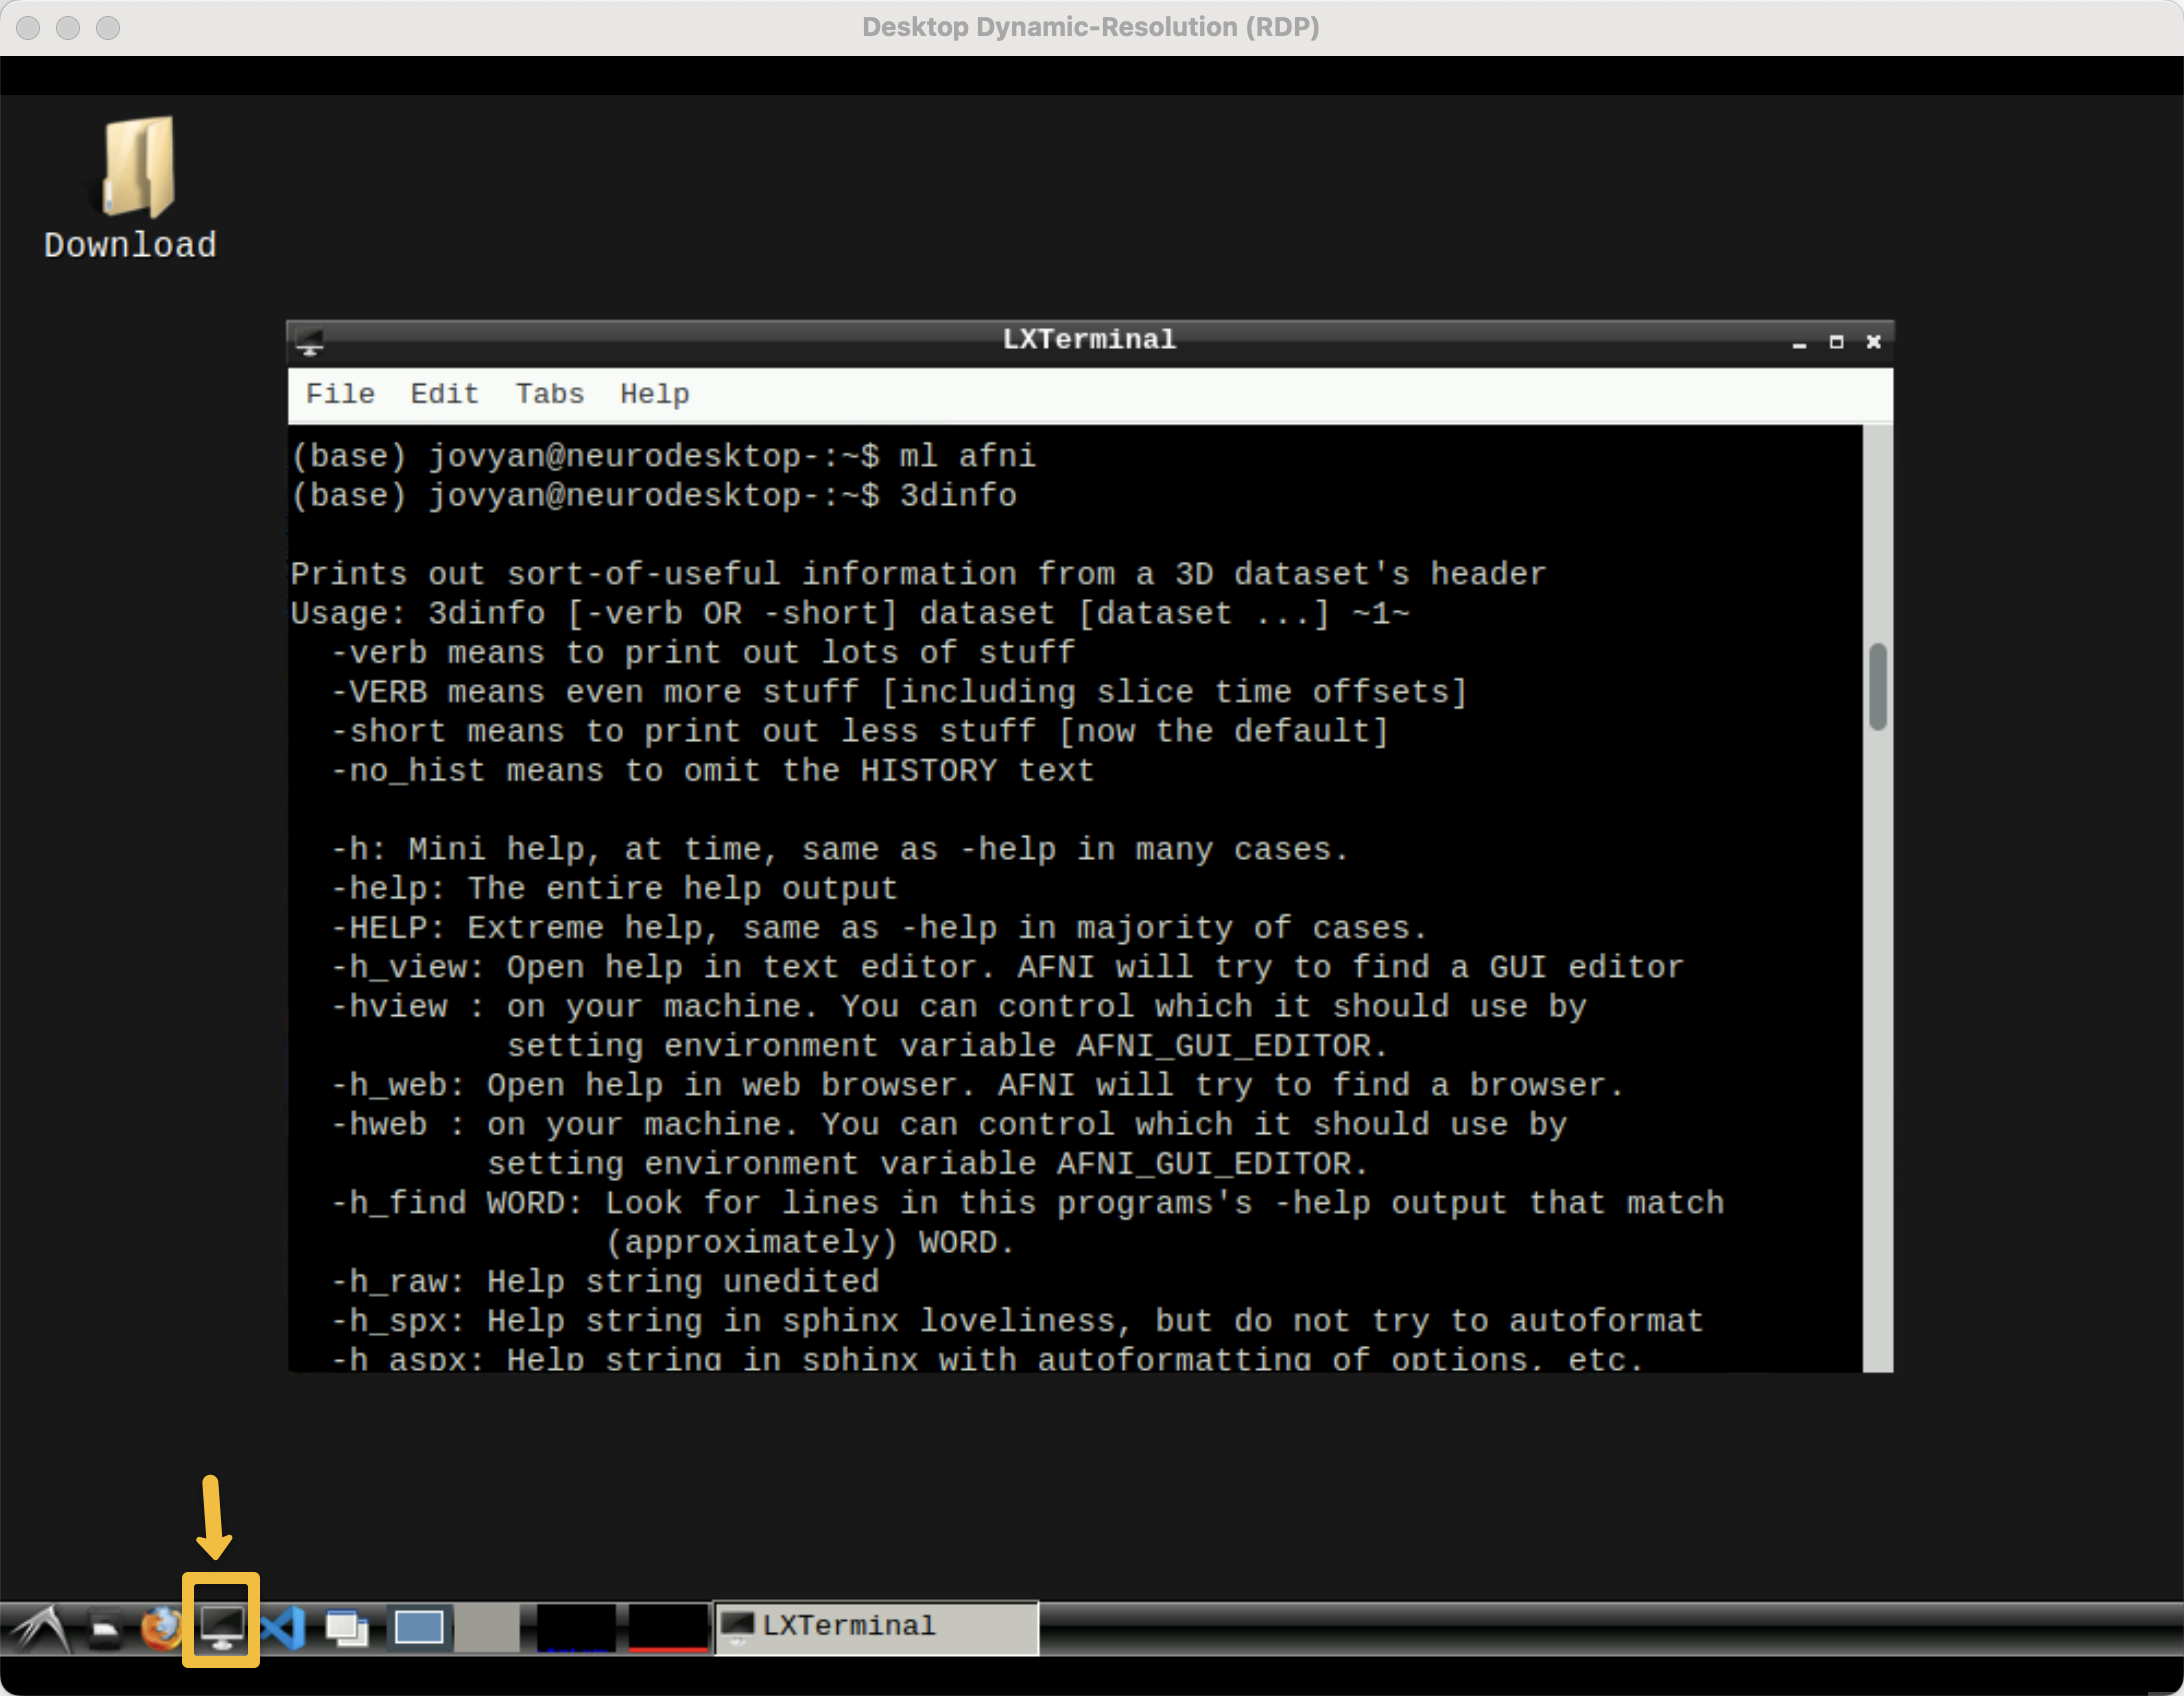 Desktop Dynamic-Resolution (RDP)
Download
LXTerminal
File Edit Tabs Help
(base) jovyan@neurodesktop-:~$ ml afni
(base) jovyan@neurodesktop-:~$ 3dinfo
Prints out sort-of-useful information from a 3D dataset's header
Usage: 3dinfo [-verb OR -short] dataset [dataset ...] ~1~
-verb means to print out lots of stuff
-VERB means even more stuff [including slice time offsets]
-short means to print out less stuff [now the default]
-no_hist means to omit the HISTORY text
-h: Mini help, at time, same as -help in many cases.
-help: The entire help output
-HELP: Extreme help, same as -help in majority of cases.
-h_view: Open help in text editor. AFNI will try to find a GUI editor
-hview : on your machine. You can control which it should use by
setting environment variable AFNI_GUI_EDITOR.
-h_web: Open help in web browser. AFNI will try to find a browser.
-hweb : on your machine. You can control which it should use by
setting environment variable AFNI_GUI_EDITOR.
-h_find WORD: Look for lines in this programs's -help output that match
(approximately) WORD.
-h_raw: Help string unedited
-h_spx: Help string in sphinx loveliness, but do not try to autoformat
-h_aspx: Help string in sphinx with autoformatting of options, etc.
LXTerminal